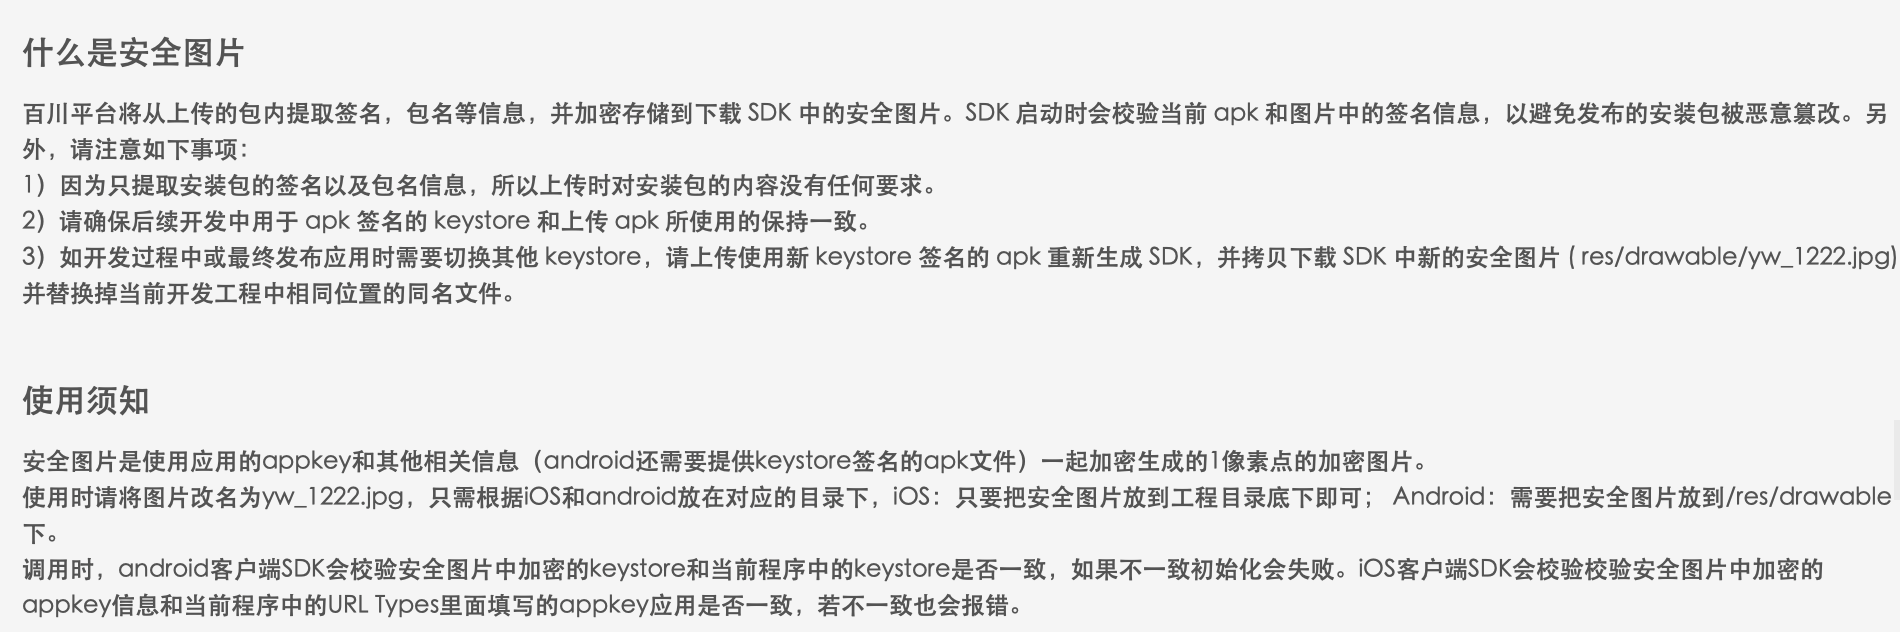 什么是安全图片
百川平台将从上传的包内提取签名，包名等信息，并加密存储到下载 SDK 中的安全图片。SDK 启动时会校验当前 apk 和图片中的签名信息，以避免发布的安装包被恶意篡改。另
外，请注意如下事项：
1）因为只提取安装包的签名以及包名信息，所以上传时对安装包的内容没有任何要求。
2）请确保后续开发中用于 apk 签名的 keystore 和上传 apk 所使用的保持一致。
3）如开发过程中或最终发布应用时需要切换其他 keystore，请上传使用新 keystore 签名的 apk 重新生成 SDK，并拷贝下载 SDK 中新的安全图片 ( res/drawable/yw_1222.jpg)
并替换掉当前开发工程中相同位置的同名文件。
使用须知
安全图片是使用应用的appkey和其他相关信息（android还需要提供keystore签名的apk文件）一起加密生成的1像素点的加密图片。
使用时请将图片改名为yw_1222.jpg，只需根据iOS和android放在对应的目录下，iOS：只要把安全图片放到工程目录底下即可； Android：需要把安全图片放到/res/drawable
下。
调用时，android客户端SDK会校验安全图片中加密的keystore和当前程序中的keystore是否一致，如果不一致初始化会失败。iOS客户端SDK会校验校验安全图片中加密的
appkey信息和当前程序中的URL Types里面填写的appkey应用是否一致，若不一致也会报错。